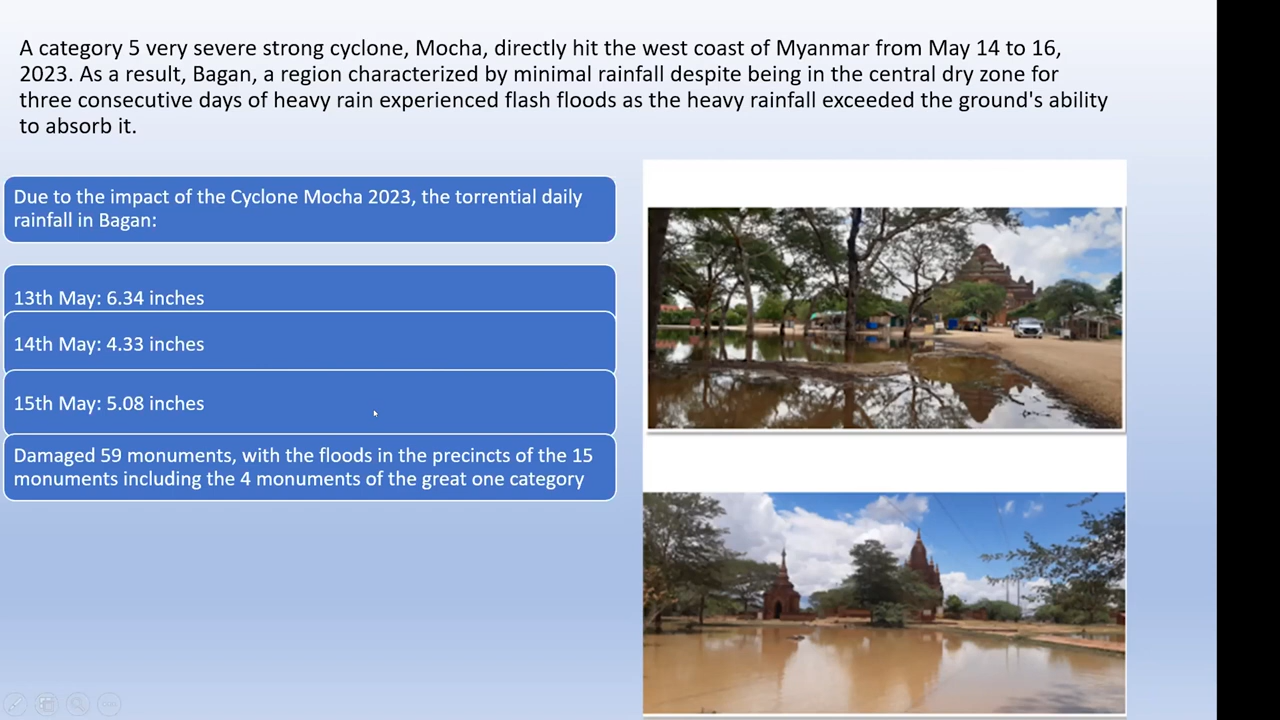 A category 5 very severe strong cyclone, Mocha, directly hit the west coast of Myanmar from May 14 to 16,
2023. As a result, Bagan, a region characterized by minimal rainfall despite being in the central dry zone for
three consecutive days of heavy rain experienced flash floods as the heavy rainfall exceeded the ground's ability
to absorb it.
Due to the impact of the Cyclone Mocha 2023, the torrential daily
rainfall in Bagan:
13th May: 6.34 inches
14th May: 4.33 inches
15th May: 5.08 inches
Damaged 59 monuments, with the floods in the precincts of the 15
monuments including the 4 monuments of the great one category